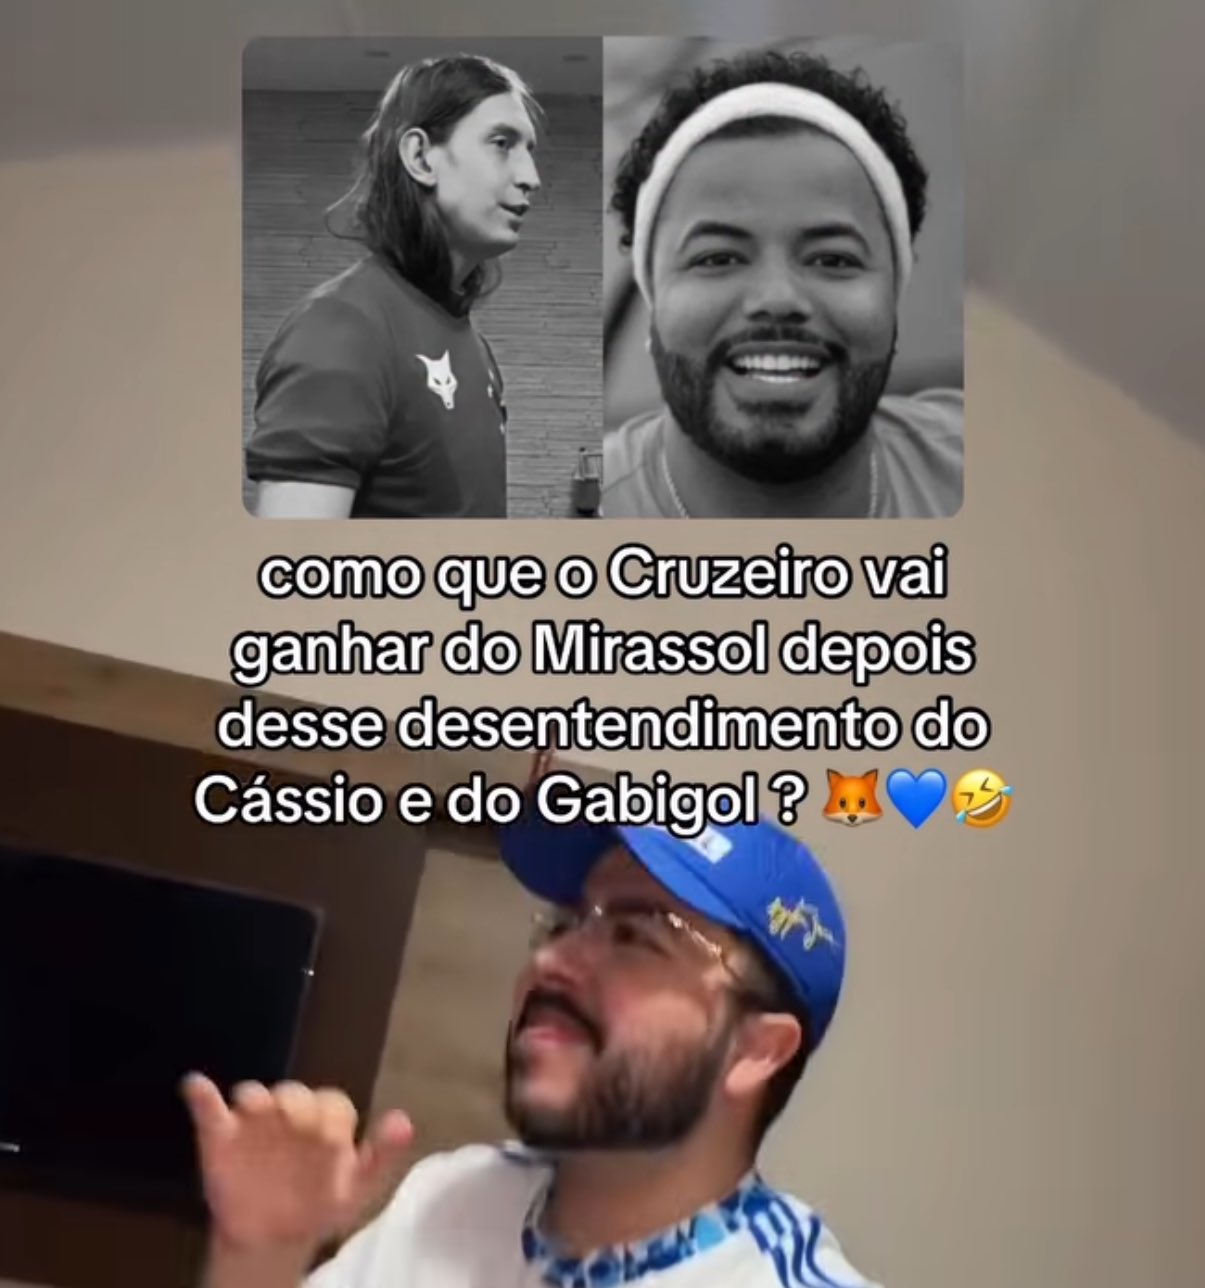 como que o Cruzeiro vai
ganhar do Mirassol depois
desse desentendimento do
Cássio e do Gabigol ? 🦊💙🤣